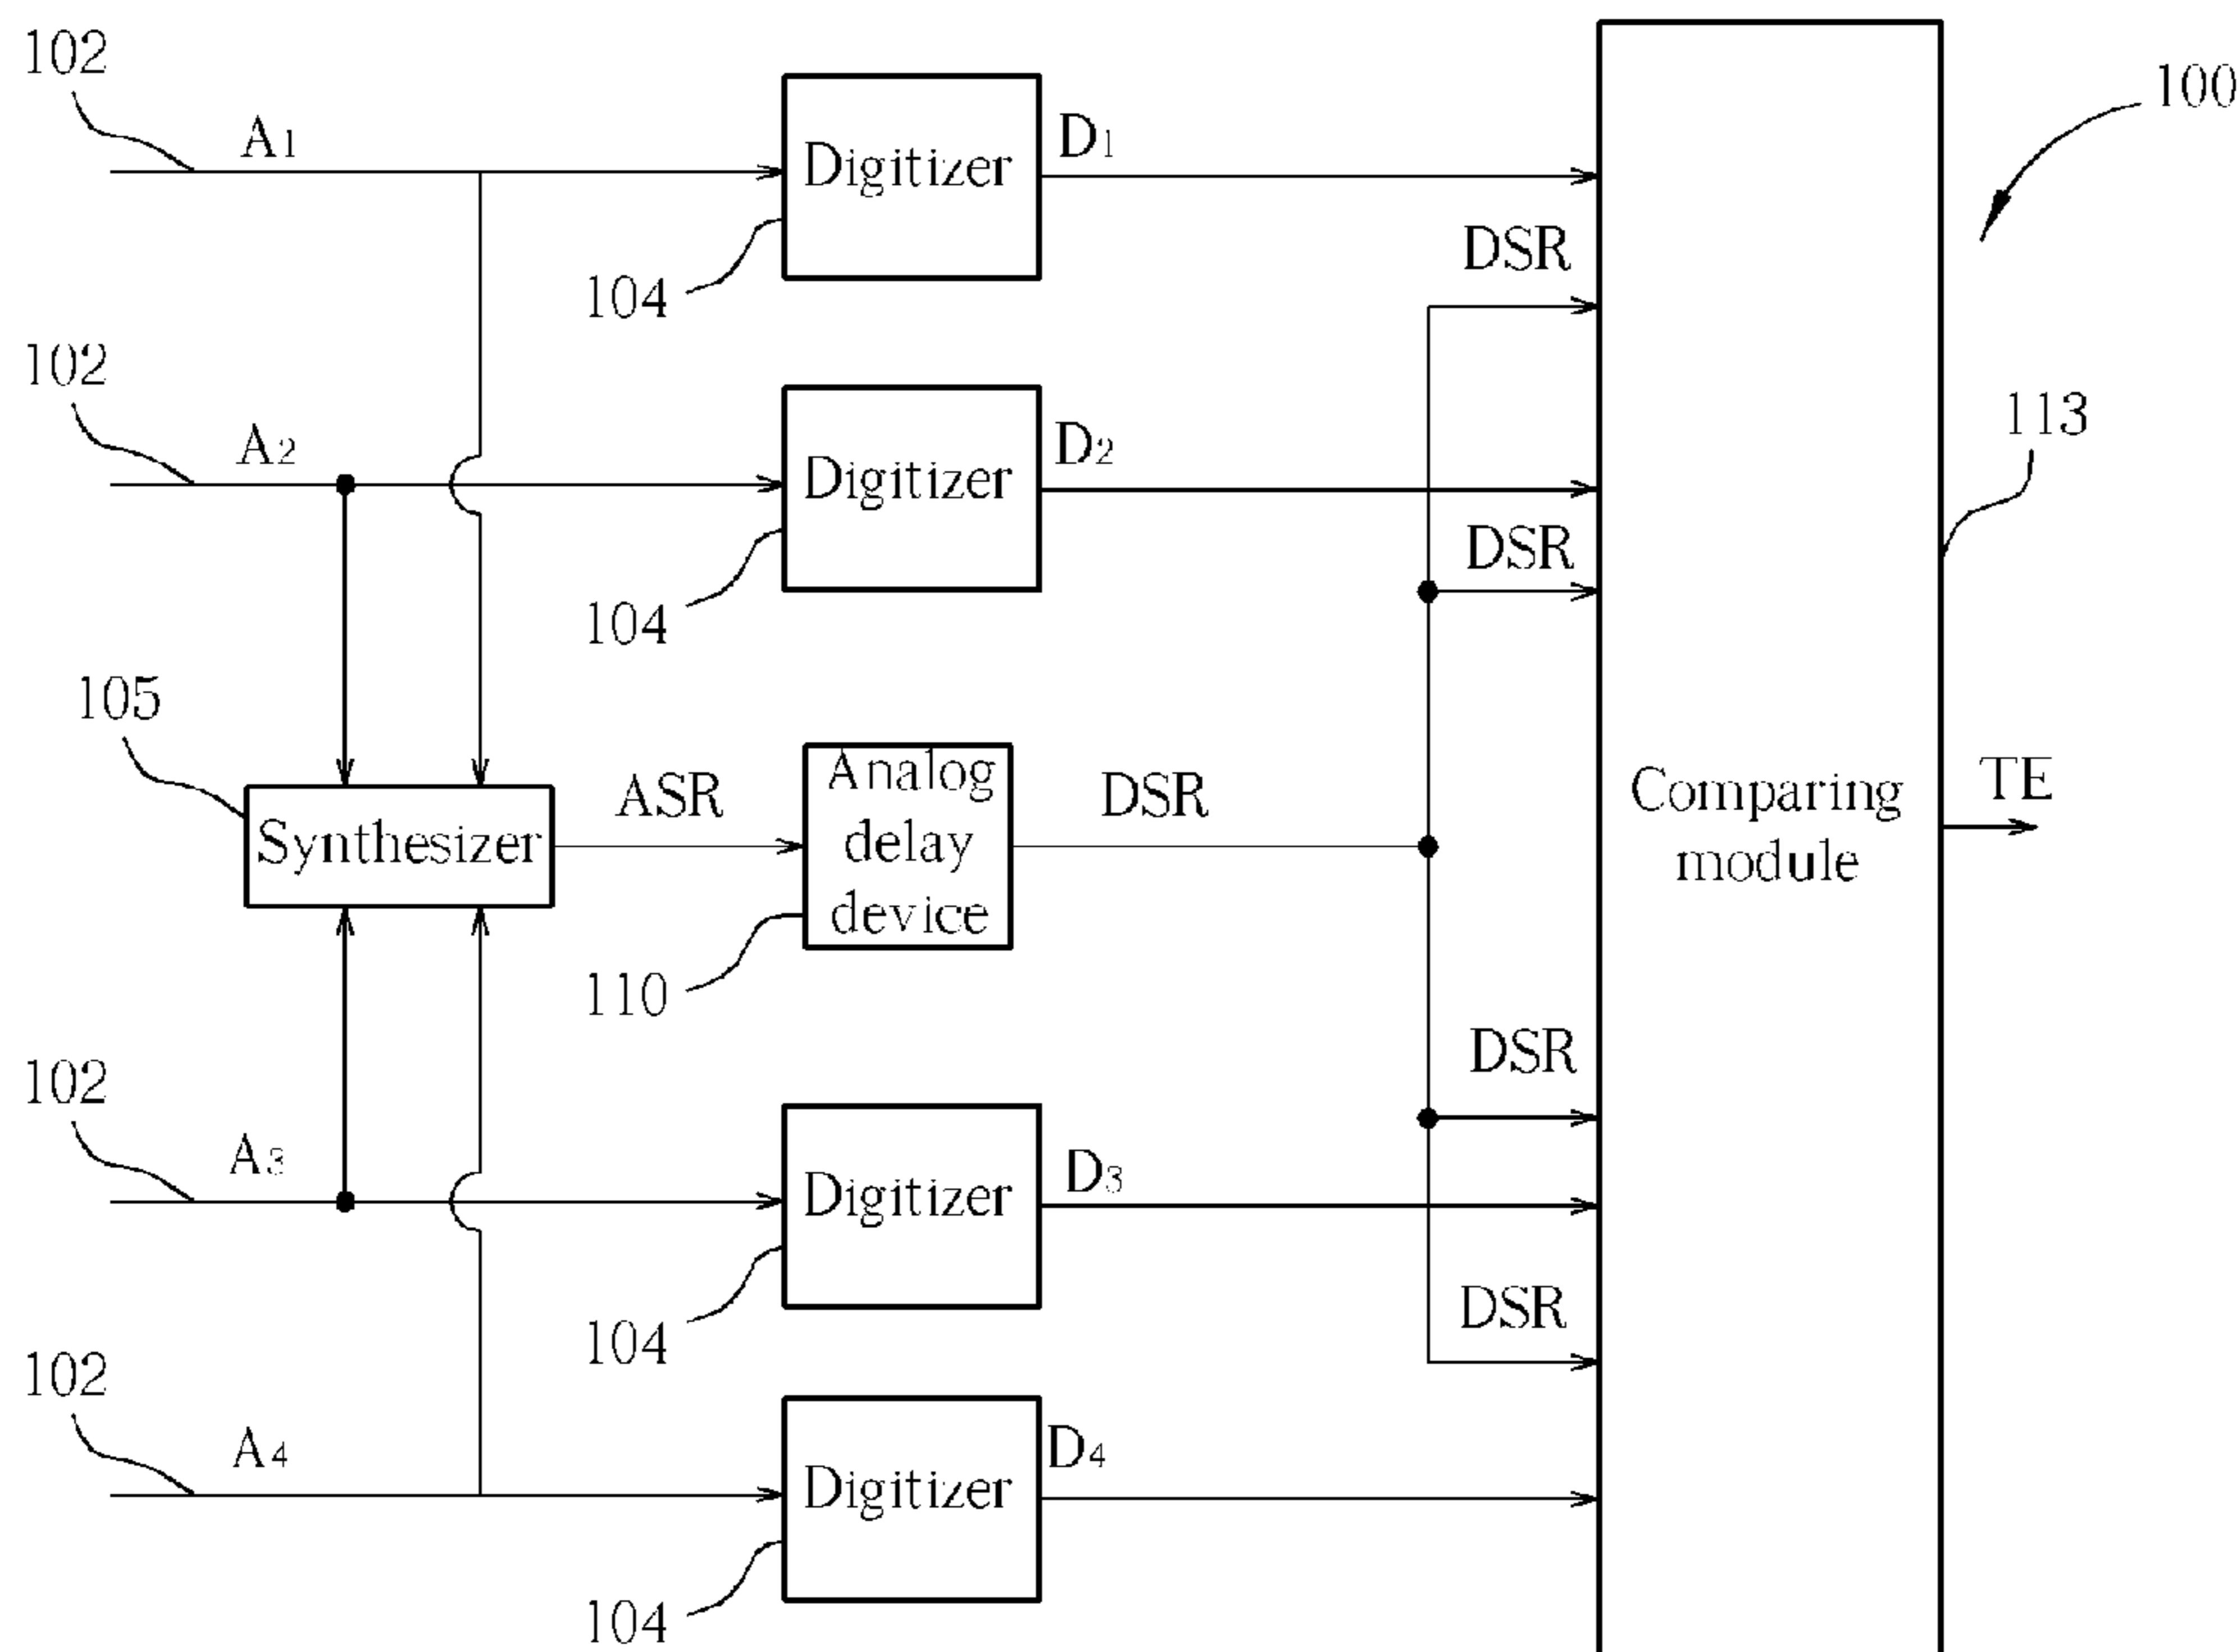 102
A1
Digitizer
D1
100
104
DSR
102
A2
Digitizer
D2
113
104
DSR
105
Synthesizer
ASR
Analog
delay
device
DSR
Comparing
module
TE
110
DSR
102
A3
Digitizer
D3
104
DSR
102
A4
Digitizer
D4
104